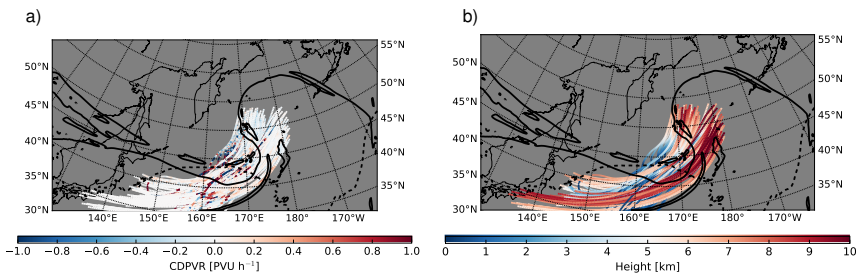 a)
b)
50°N
45°N
40°N
35°N
30°N
55°N
50°N
45°N
40°N
35°N
140°E
150°E
160°E
170°E
180°
170°W
50°N
45°N
40°N
35°N
30°N
55°N
50°N
45°N
40°N
35°N
140°E
150°E
160°E
170°E
180°
170°W
−1.0 −0.8 −0.6 −0.4 −0.2 0.0 0.2 0.4 0.6 0.8 1.0
CDPVR [PVU h⁻¹]
0 1 2 3 4 5 6 7 8 9 10
Height [km]